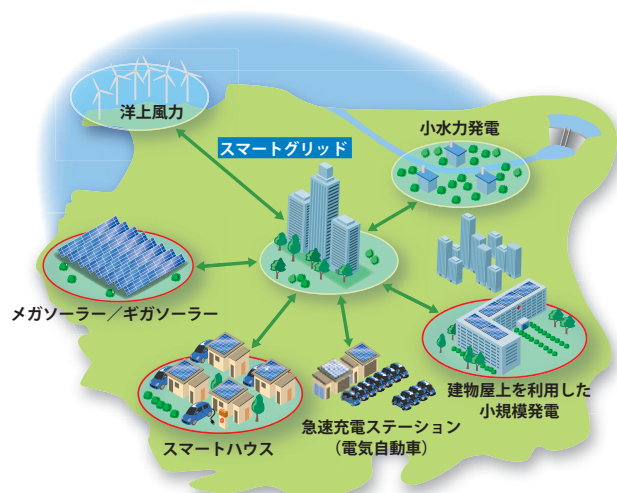 洋上風力
スマートグリッド
小水力発電
メガソーラー／ギガソーラー
建物屋上を利用した
小規模発電
急速充電ステーション
（電気自動車）
スマートハウス